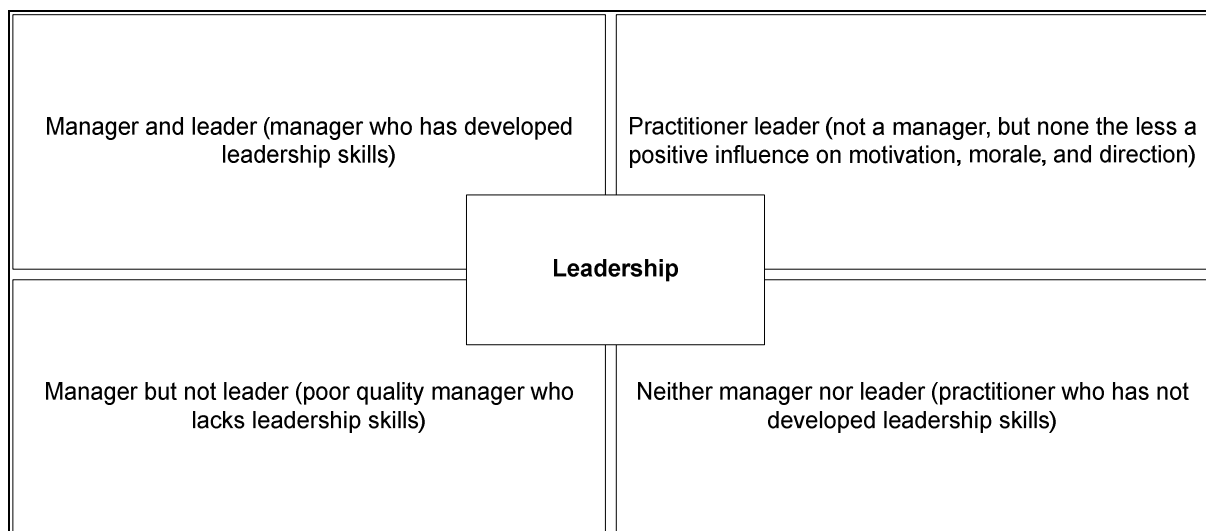 Manager and leader (manager who has developed
leadership skills)
Practitioner leader (not a manager, but none the less a
positive influence on motivation, morale, and direction)
Leadership
Manager but not leader (poor quality manager who
lacks leadership skills)
Neither manager nor leader (practitioner who has not
developed leadership skills)